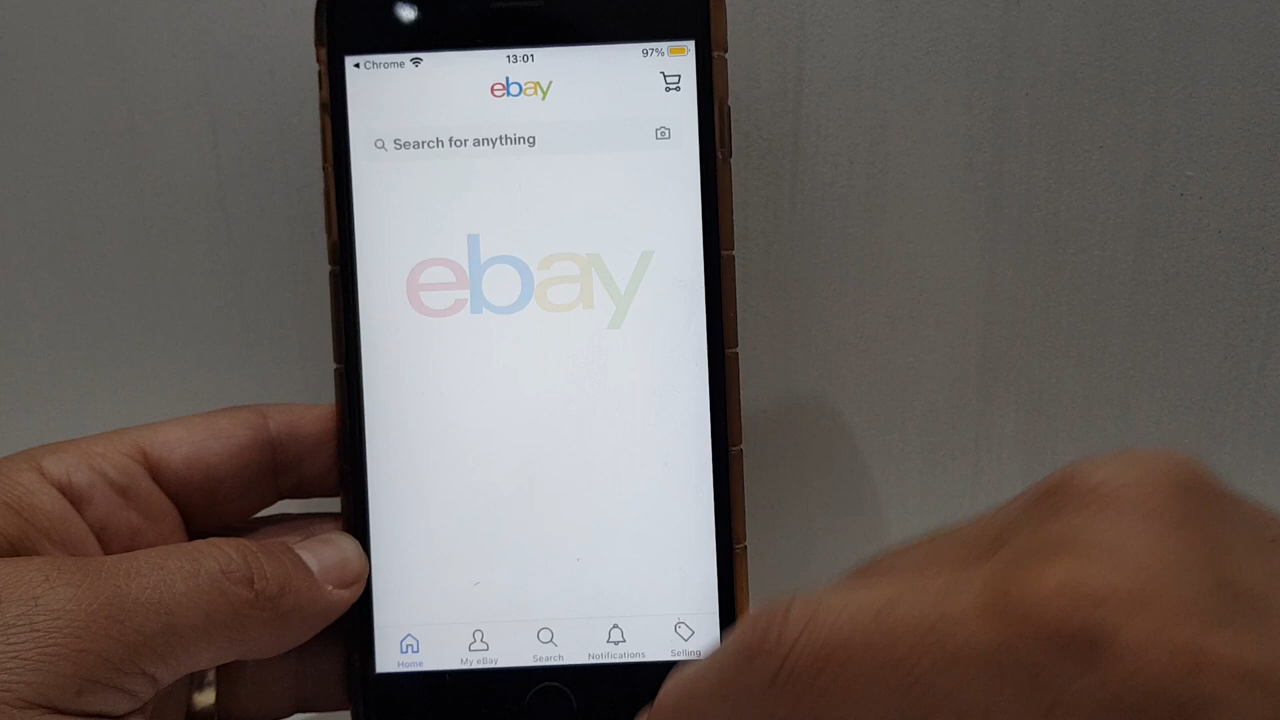 Chrome
13:01
97%
ebay
Search for anything
ebay
Home
My eBay
Search
Notifications
Selling